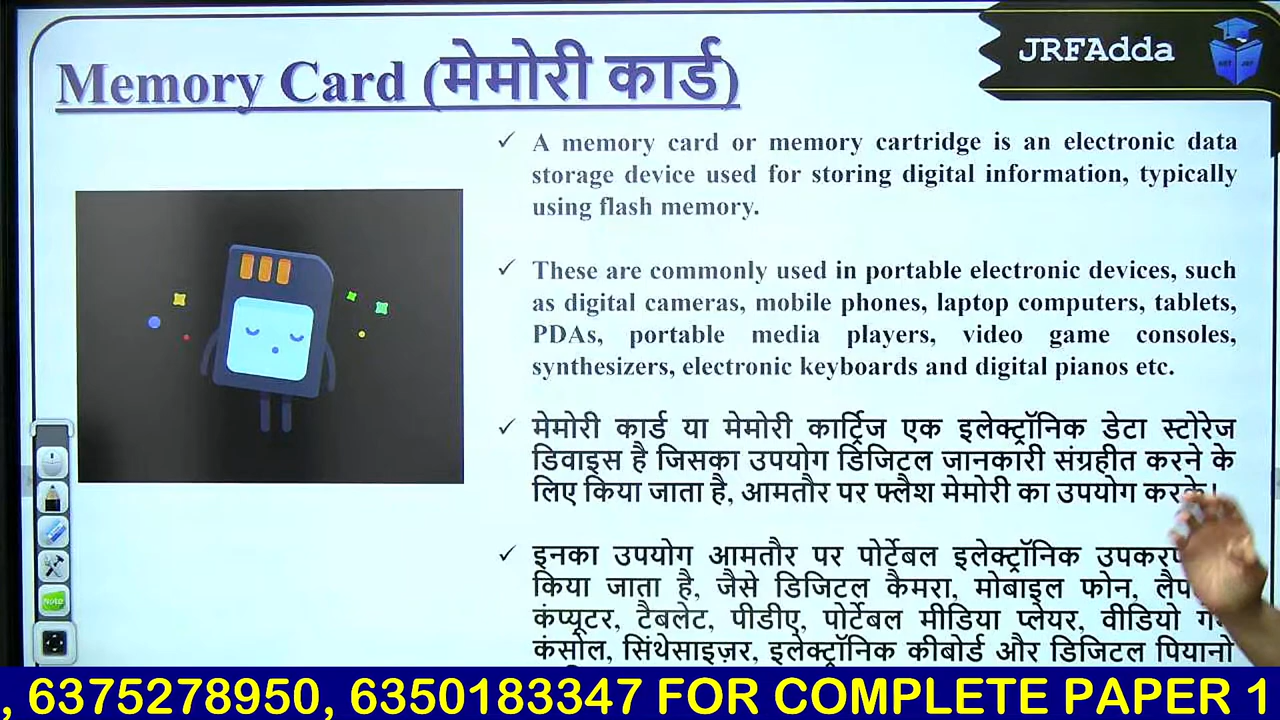 JRFAdda
Memory Card (मेमोरी कार्ड)
✓ A memory card or memory cartridge is an electronic data
storage device used for storing digital information, typically
using flash memory.
✓ These are commonly used in portable electronic devices, such
as digital cameras, mobile phones, laptop computers, tablets,
PDAs, portable media players, video game consoles,
synthesizers, electronic keyboards and digital pianos etc.
✓ मेमोरी कार्ड या मेमोरी कार्ट्रिज एक इलेक्ट्रॉनिक डेटा स्टोरेज
डिवाइस है जिसका उपयोग डिजिटल जानकारी संग्रहीत करने के
लिए किया जाता है, आमतौर पर फ्लैश मेमोरी का उपयोग करके।
✓ इनका उपयोग आमतौर पर पोर्टेबल इलेक्ट्रॉनिक
किया जाता है, जैसे डिजिटल कैमरा, मोबाइल फोन,
कंप्यूटर, टैबलेट, पीडीए, पोर्टेबल मीडिया प्लेयर, वीडियो
कंसोल, सिंथेसाइज़र, इलेक्ट्रॉनिक कीबोर्ड और डिजिटल पियानो
Note
, 6375278950, 6350183347 FOR COMPLETE PAPER 1